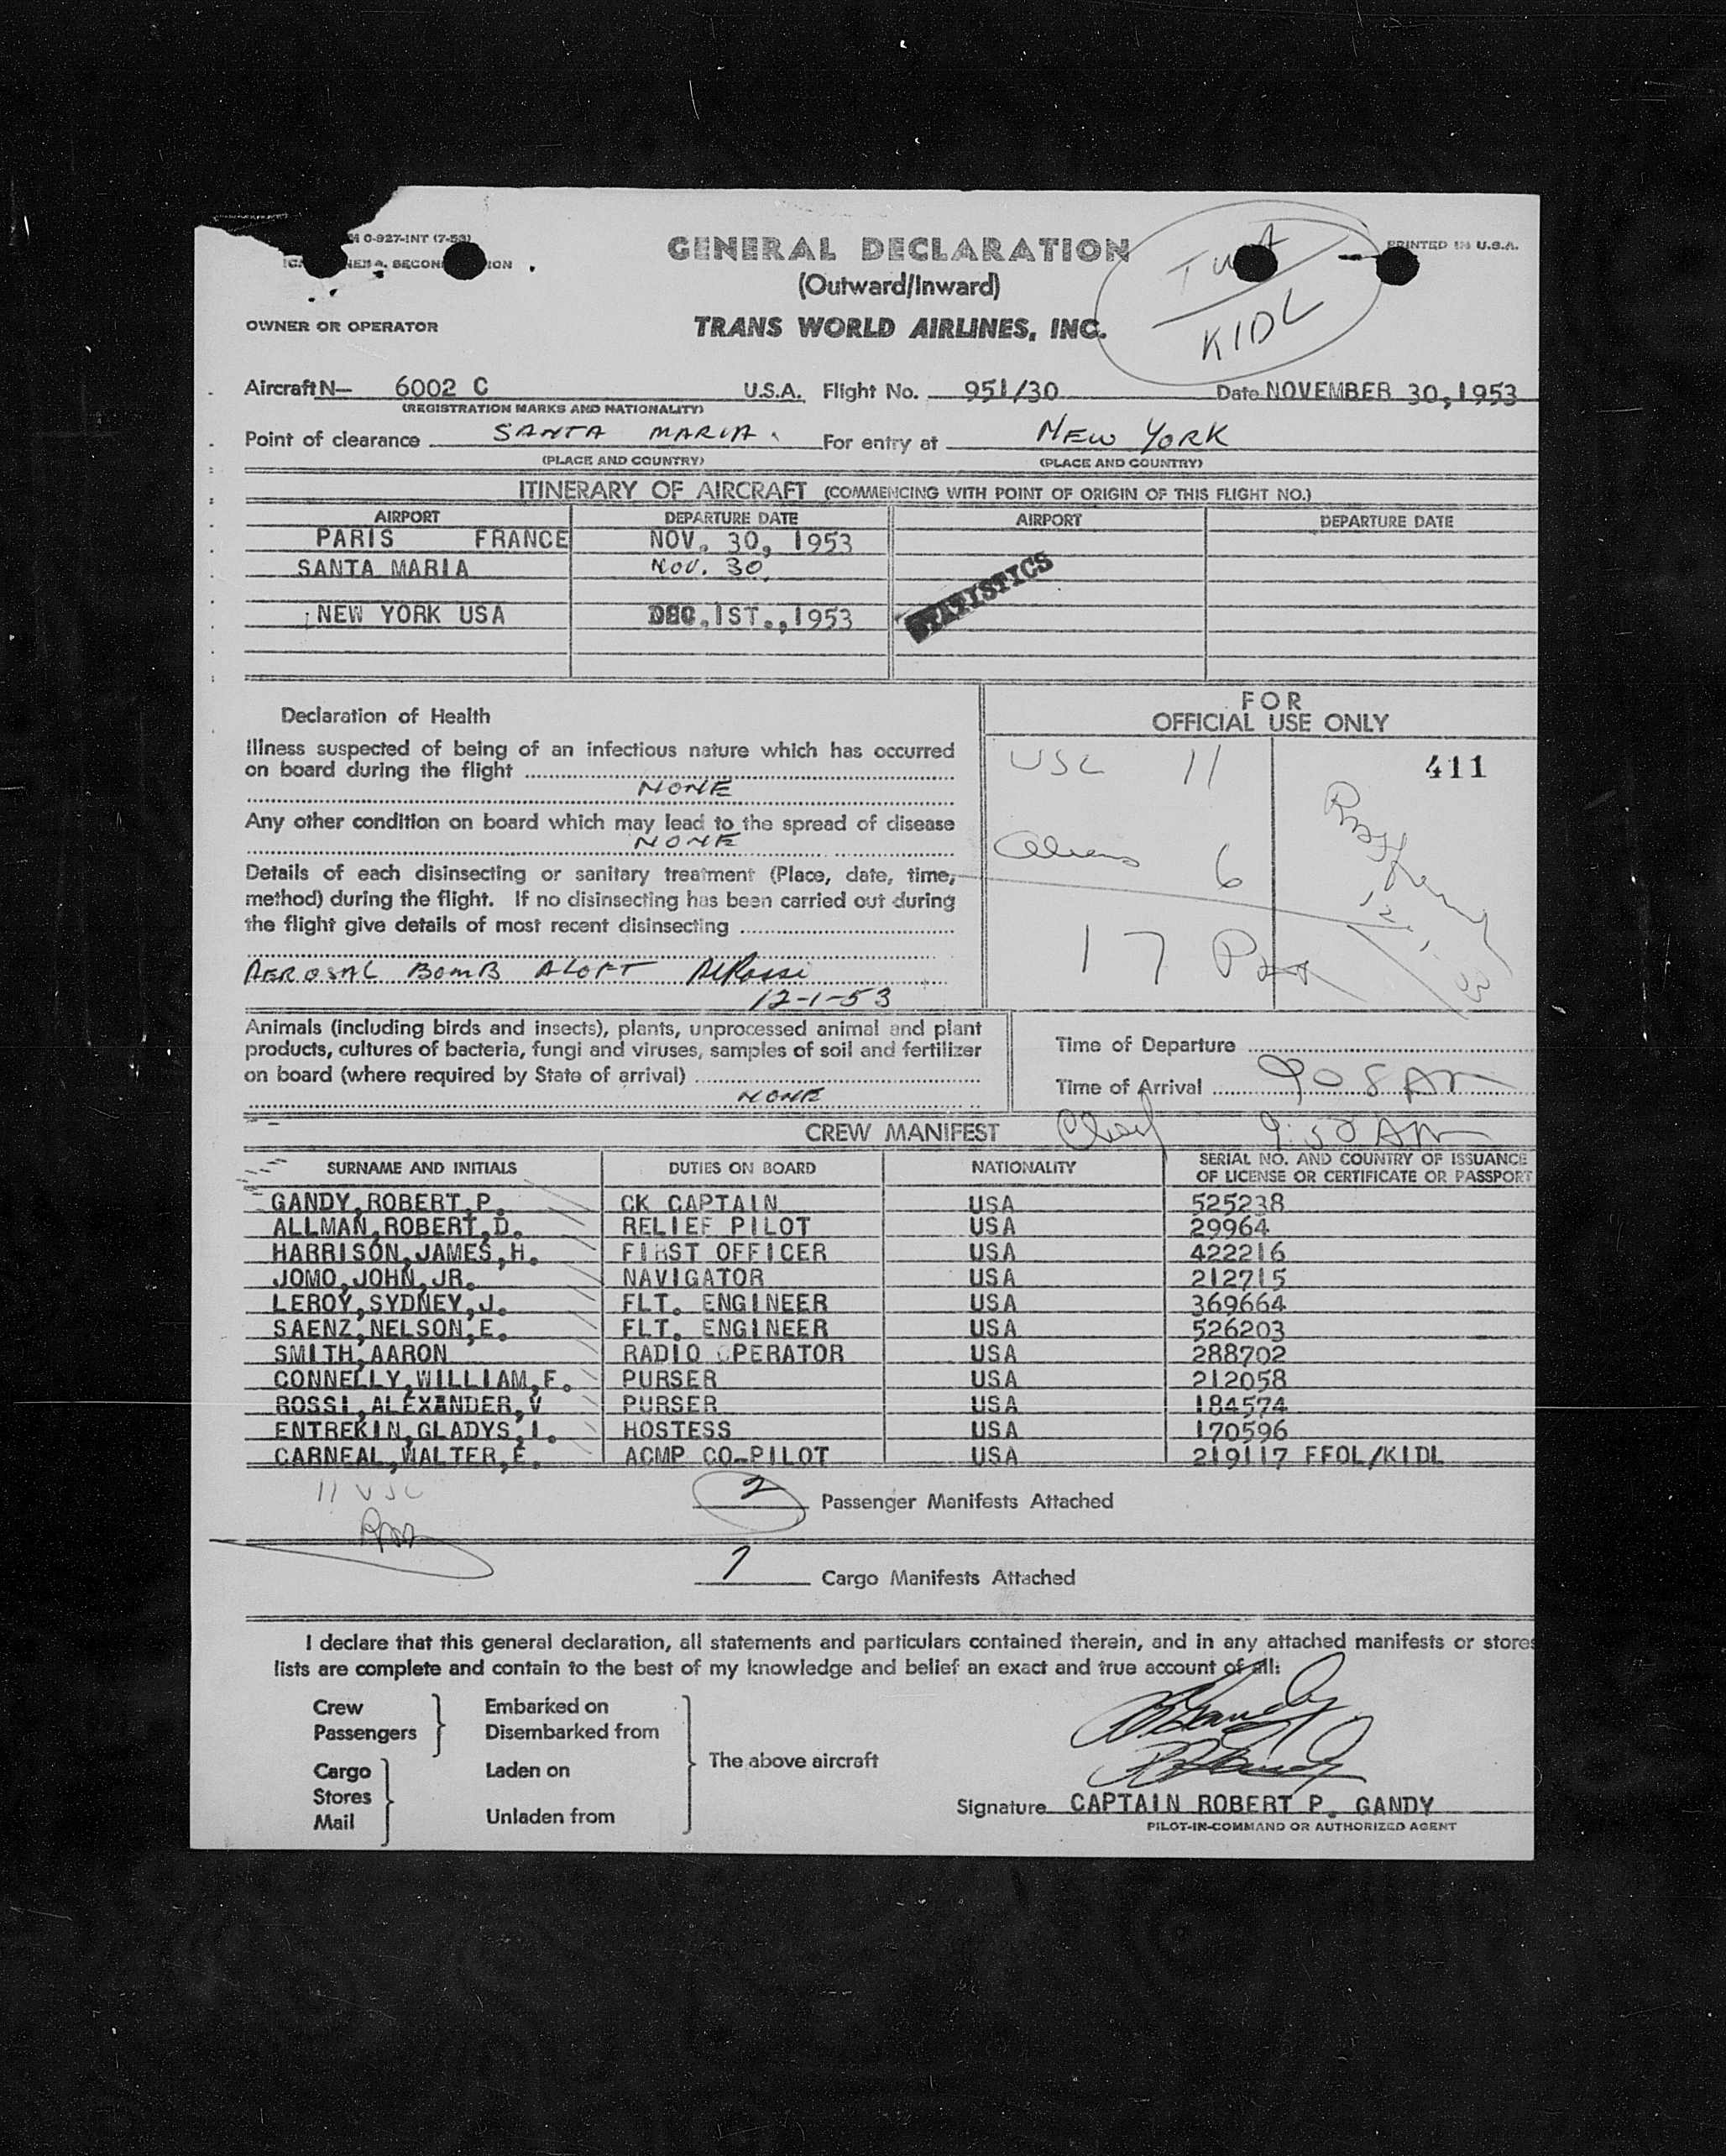 M O-927-INT (7-53)
PRINTED IN U.S.A.
GENERAL DECLARATION
(Outward/Inward)
TWA
KIDL
OWNER OR OPERATOR
TRANS WORLD AIRLINES, INC.
Aircraft N— 6002 C U.S.A. Flight No. 951/30 Date NOVEMBER 30, 1953
(REGISTRATION MARKS AND NATIONALITY)
Point of clearance SANTA MARIA. For entry at NEW YORK
(PLACE AND COUNTRY) (PLACE AND COUNTRY)
ITINERARY OF AIRCRAFT (COMMENCING WITH POINT OF ORIGIN OF THIS FLIGHT NO.)
AIRPORT DEPARTURE DATE AIRPORT DEPARTURE DATE
PARIS FRANCE NOV. 30, 1953
SANTA MARIA NOV. 30
STATISTICS
NEW YORK USA DEC. 1ST., 1953
Declaration of Health
FOR
OFFICIAL USE ONLY
Illness suspected of being of an infectious nature which has occurred
on board during the flight
NONE
Any other condition on board which may lead to the spread of disease
NONE
Details of each disinsecting or sanitary treatment (Place, date, time,
method) during the flight. If no disinsecting has been carried out during
the flight give details of most recent disinsecting
AEROSAL BOMB ALOFT
12-1-53
USC 11
411
Aliens 6
17 Pax
Animals (including birds and insects), plants, unprocessed animal and plant
products, cultures of bacteria, fungi and viruses, samples of soil and fertilizer
on board (where required by State of arrival)
NONE
Time of Departure
Time of Arrival 908 AM
CREW MANIFEST
SURNAME AND INITIALS DUTIES ON BOARD NATIONALITY SERIAL NO. AND COUNTRY OF ISSUANCE
OF LICENSE OR CERTIFICATE OR PASSPORT
GANDY,ROBERT,P. CK CAPTAIN USA 525238
ALLMAN,ROBERT,D. RELIEF PILOT USA 29964
HARRISON,JAMES,H. FIRST OFFICER USA 422216
JOMO,JOHN,JR. NAVIGATOR USA 212715
LEROY,SYDNEY,J. FLT. ENGINEER USA 369664
SAENZ,NELSON,E. FLT. ENGINEER USA 526203
SMITH,AARON RADIO OPERATOR USA 288702
CONNELLY,WILLIAM,F. PURSER USA 212058
ROSSI,ALEXANDER,V PURSER USA 184574
ENTREKIN,GLADYS,I. HOSTESS USA 170596
CARNEAL,WALTER,E. ACMP CO-PILOT USA 219117 FFOL/KIDL
11 USC
2 Passenger Manifests Attached
1 Cargo Manifests Attached
I declare that this general declaration, all statements and particulars contained therein, and in any attached manifests or stores
lists are complete and contain to the best of my knowledge and belief an exact and true account of all:
Crew Embarked on
Passengers Disembarked from
Cargo Laden on
Stores
Mail Unladen from
The above aircraft
Signature CAPTAIN ROBERT P. GANDY
PILOT-IN-COMMAND OR AUTHORIZED AGENT